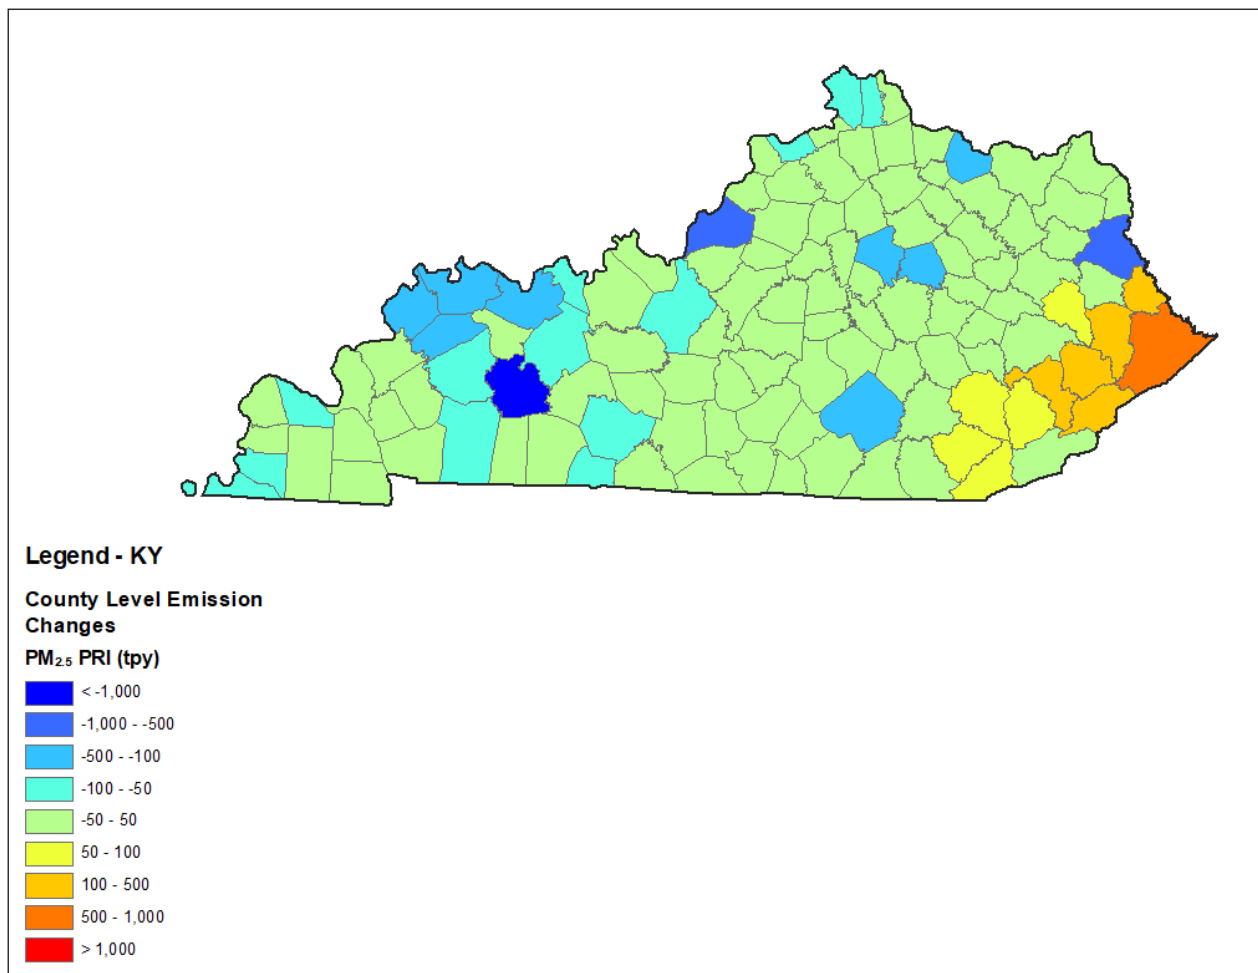 Legend - KY
County Level Emission
Changes
PM₂.₅ PRI (tpy)
< -1,000
-1,000 - -500
-500 - -100
-100 - -50
-50 - 50
50 - 100
100 - 500
500 - 1,000
> 1,000